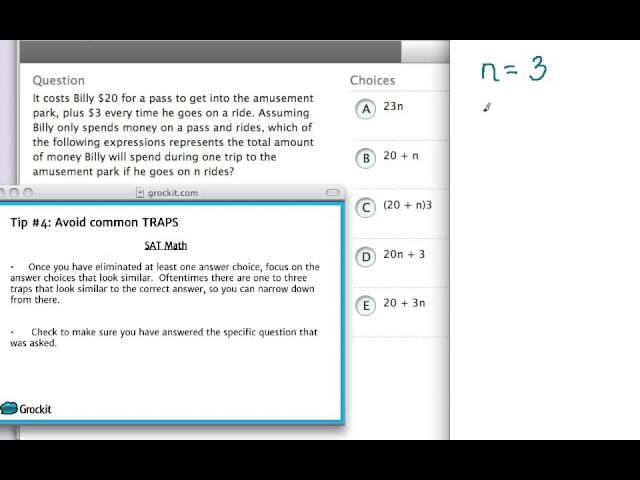 Question
It costs Billy $20 for a pass to get into the amusement
park, plus $3 every time he goes on a ride. Assuming
Billy only spends money on a pass and rides, which of
the following expressions represents the total amount
of money Billy will spend during one trip to the
amusement park if he goes on n rides?
Choices
A 23n
B 20 + n
C (20 + n)3
D 20n + 3
E 20 + 3n
n = 3
grockit.com
Tip #4: Avoid common TRAPS
SAT Math
• Once you have eliminated at least one answer choice, focus on the
answer choices that look similar. Oftentimes there are one to three
traps that look similar to the correct answer, so you can narrow down
from there.
• Check to make sure you have answered the specific question that
was asked.
Grockit